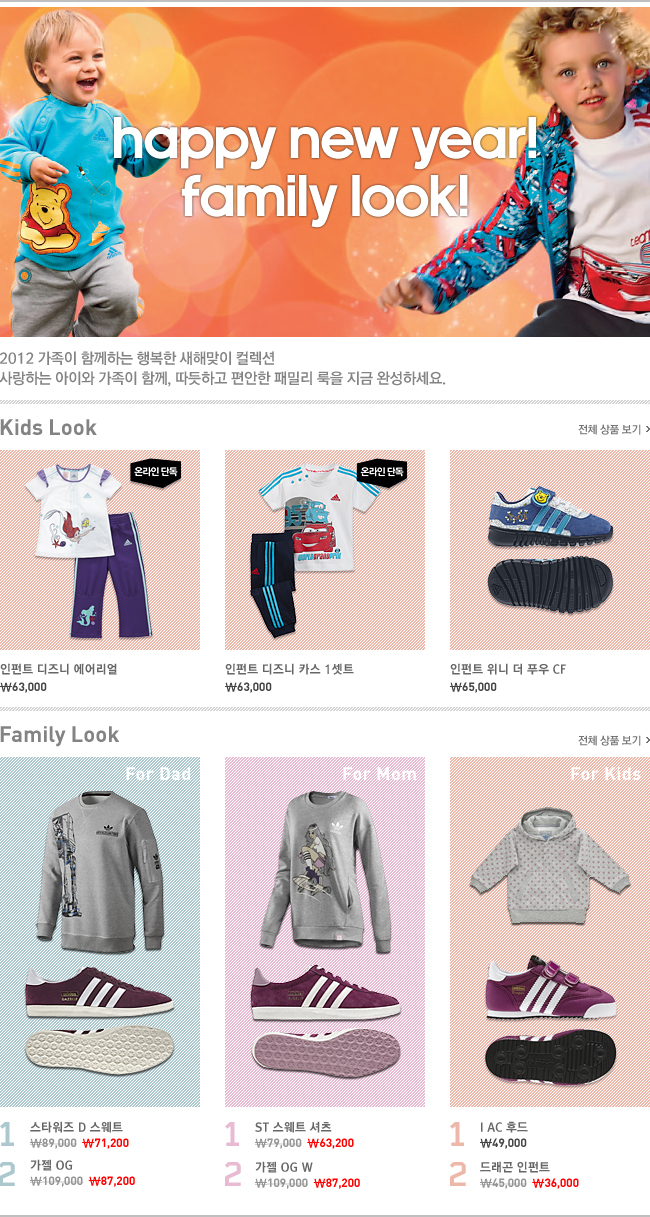 happy new year!
family look!
2012 가족이 함께하는 행복한 새해맞이 컬렉션
사랑하는 아이와 가족이 함께, 따듯하고 편안한 패밀리 룩을 지금 완성하세요.
Kids Look
전체 상품 보기 >
온라인 단독
온라인 단독
인펀트 디즈니 에어리얼
₩63,000
인펀트 디즈니 카스 1셋트
₩63,000
인펀트 위니 더 푸우 CF
₩65,000
Family Look
전체 상품 보기 >
For Dad
For Mom
For Kids
1 스타워즈 D 스웨트
₩89,000 ₩71,200
2 가젤 OG
₩109,000 ₩87,200
1 ST 스웨트 셔츠
₩79,000 ₩63,200
2 가젤 OG W
₩109,000 ₩87,200
1 I AC 후드
₩49,000
2 드래곤 인펀트
₩45,000 ₩36,000